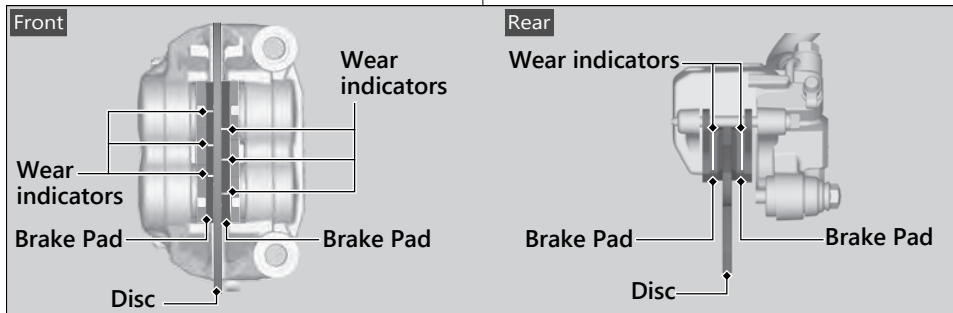 Front
Wear
indicators
Wear
indicators
Brake Pad
Brake Pad
Disc
Rear
Wear indicators
Brake Pad
Brake Pad
Disc